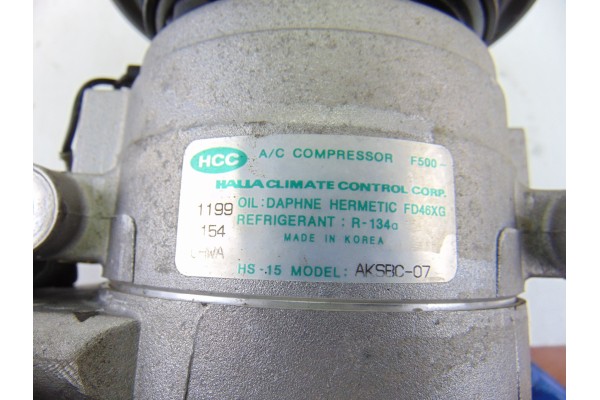 HCC A/C COMPRESSOR F500-
HALLA CLIMATE CONTROL CORP.
1199 OIL:DAPHNE HERMETIC FD46XG
REFRIGERANT : R-134a
154 MADE IN KOREA
HS-15 MODEL: AKSBC-07